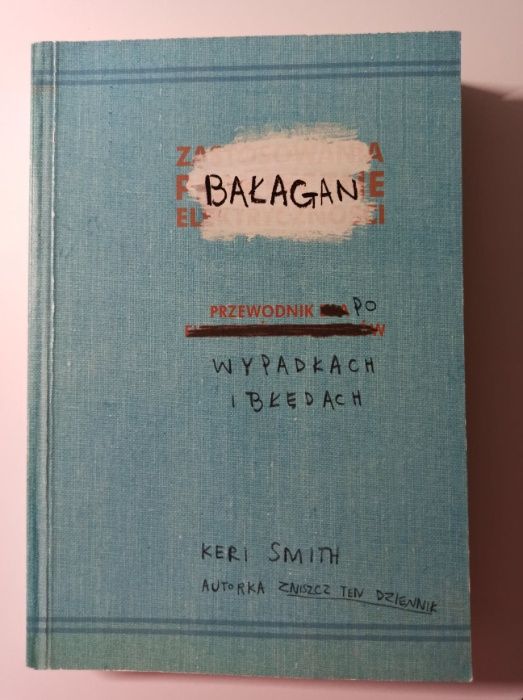 BAŁAGAN
PRZEWODNIK PO
WYPADKACH
I BŁĘDACH
KERI SMITH
AUTORKA ZNISZCZ TEN DZIENNIK